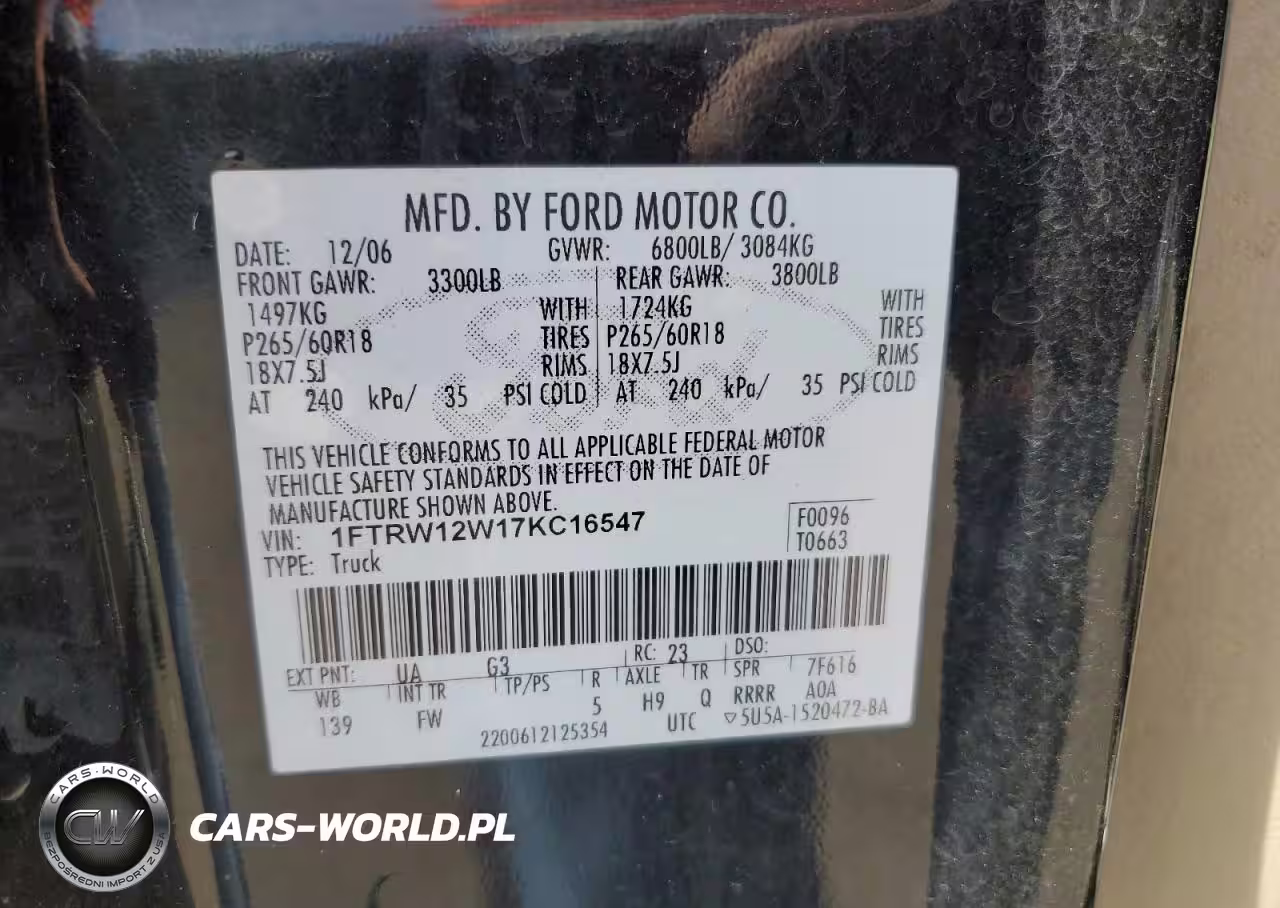 MFD. BY FORD MOTOR CO.
DATE: 12/06 GVWR: 6800LB/ 3084KG
FRONT GAWR: 3300LB REAR GAWR: 3800LB
1497KG WITH 1724KG WITH
P265/60R18 TIRES P265/60R18 TIRES
18X7.5J RIMS 18X7.5J RIMS
AT 240 kPa/ 35 PSI COLD AT 240 kPa/ 35 PSI COLD
THIS VEHICLE CONFORMS TO ALL APPLICABLE FEDERAL MOTOR
VEHICLE SAFETY STANDARDS IN EFFECT ON THE DATE OF
MANUFACTURE SHOWN ABOVE.
VIN: 1FTRW12W17KC16547 F0096
TYPE: Truck T0663
EXT PNT: UA G3 RC: 23 DSO:
WB INT TR TP/PS R AXLE TR SPR 7F616
139 FW 5 H9 Q RRRR A0A
2200612125354 UTC ▽5U5A-1520472-BA
CARS-WORLD
CW
BEZPOŚREDNI IMPORT Z USA
CARS-WORLD.PL